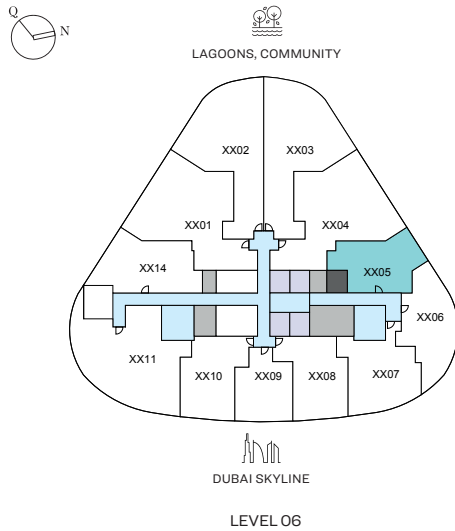 Q
N
LAGOONS, COMMUNITY
XX02
XX03
XX01
XX04
XX14
XX05
XX06
XX11
XX10
XX09
XX08
XX07
DUBAI SKYLINE
LEVEL 06